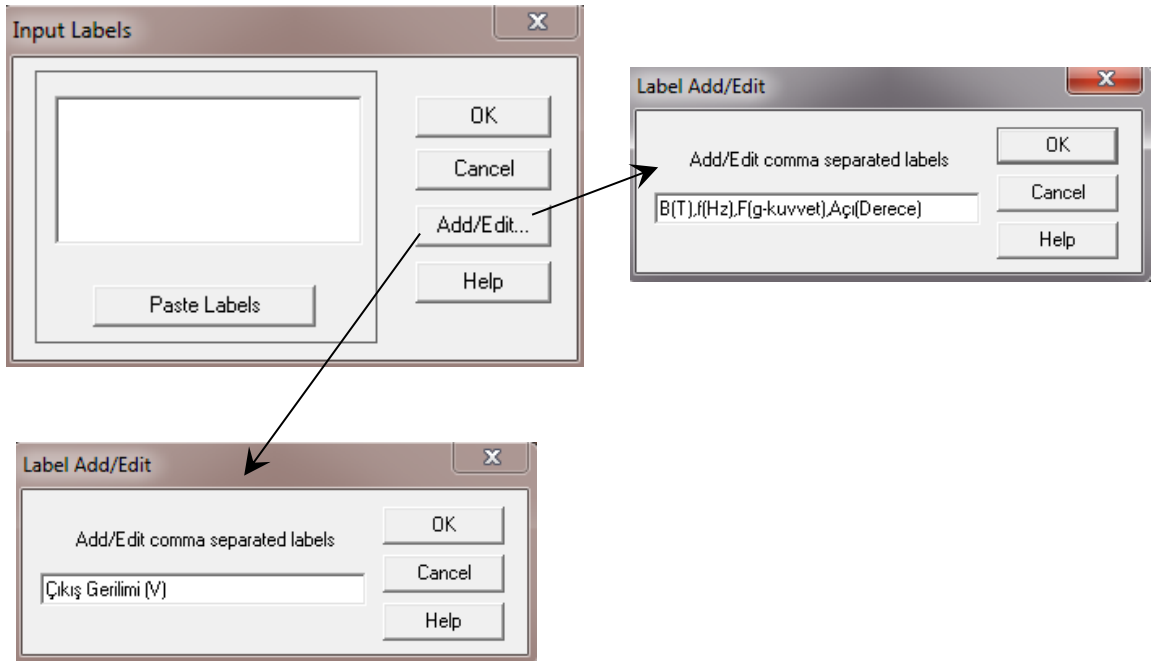 Input Labels
X
OK
Cancel
Add/Edit...
Help
Paste Labels
Label Add/Edit
X
Add/Edit comma separated labels
B(T),f(Hz),F(g-kuvvet),Açı(Derece)
OK
Cancel
Help
Label Add/Edit
X
Add/Edit comma separated labels
Çıkış Gerilimi (V)
OK
Cancel
Help